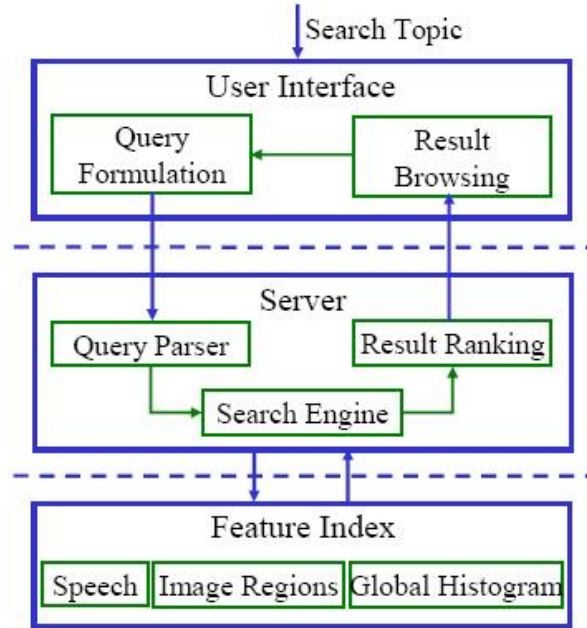 Search Topic
User Interface
Query
Formulation
Result
Browsing
Server
Query Parser
Result Ranking
Search Engine
Feature Index
Speech
Image Regions
Global Histogram